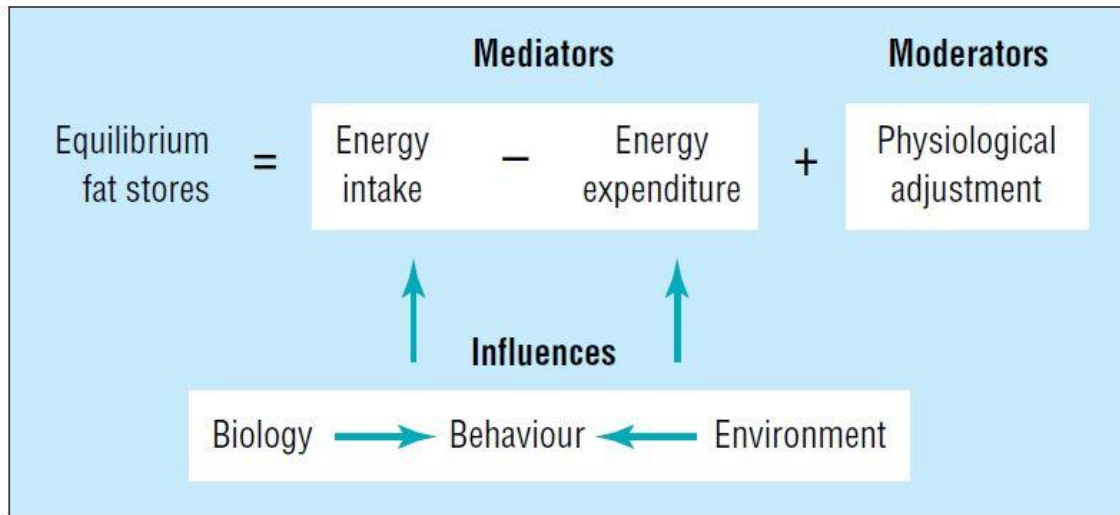 Mediators Moderators
Equilibrium fat stores = Energy intake – Energy expenditure + Physiological adjustment
Influences
Biology Behaviour Environment